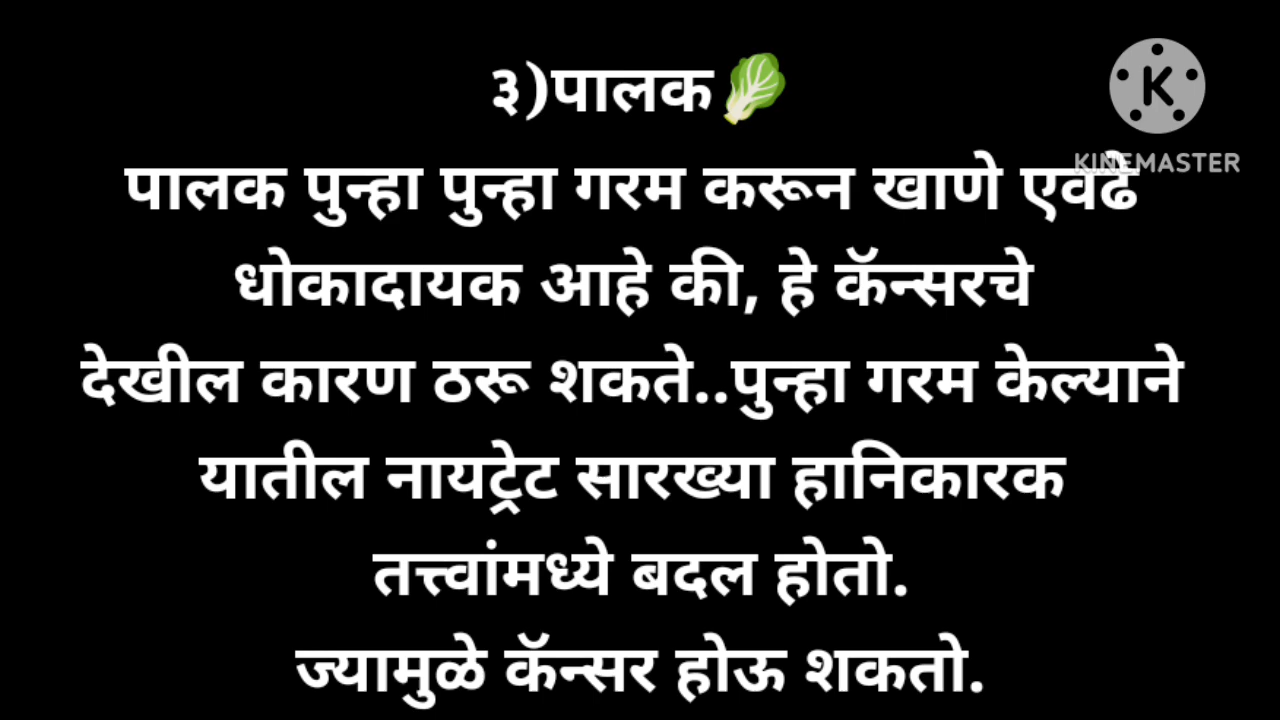 ३)पालक🥬
KINEMASTER
पालक पुन्हा पुन्हा गरम करून खाणे एवढे
धोकादायक आहे की, हे कॅन्सरचे
देखील कारण ठरू शकते..पुन्हा गरम केल्याने
यातील नायट्रेट सारख्या हानिकारक
तत्त्वांमध्ये बदल होतो.
ज्यामुळे कॅन्सर होऊ शकतो.